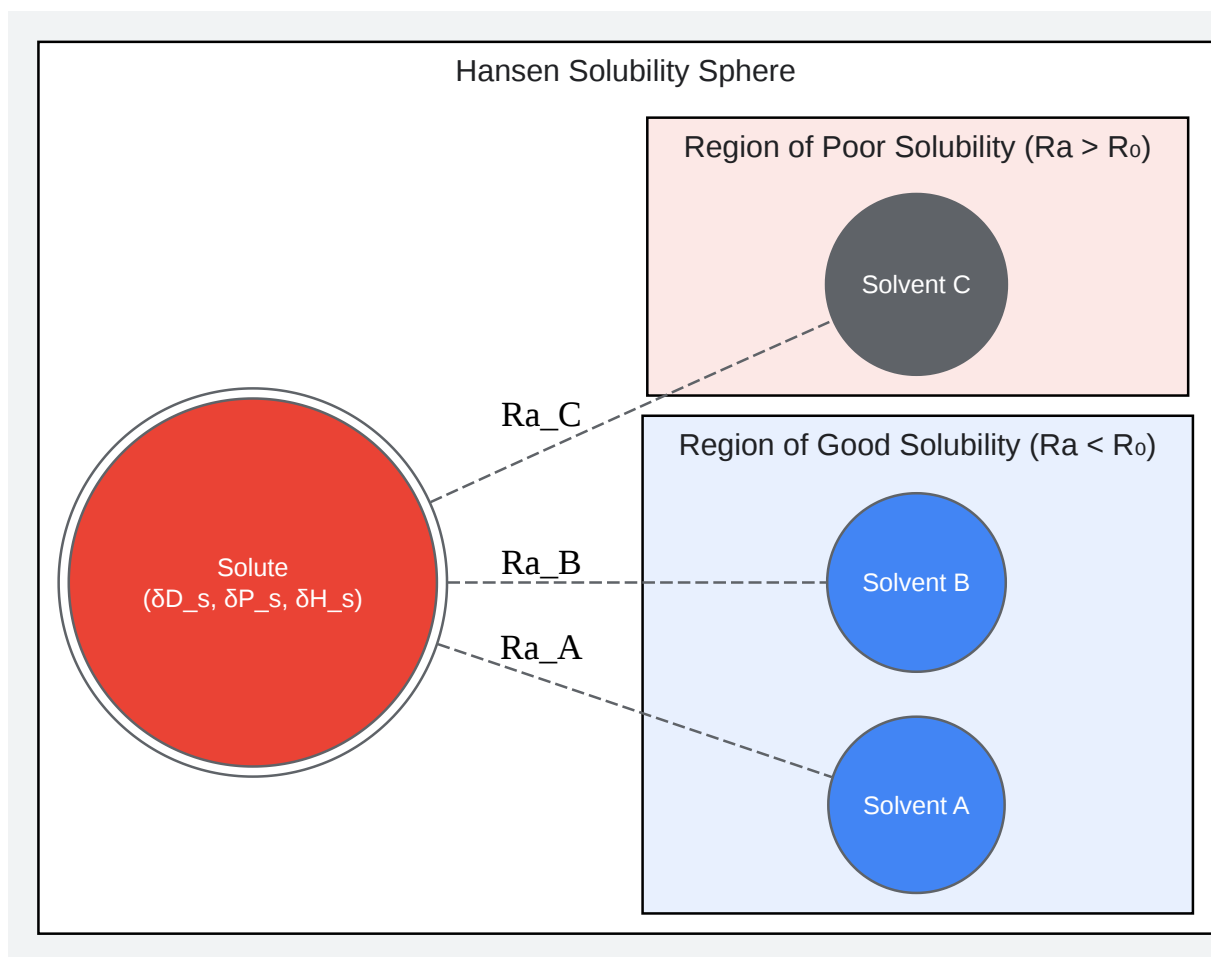 Hansen Solubility Sphere
Region of Poor Solubility (Ra > R₀)
Solvent C
Ra_C
Region of Good Solubility (Ra < R₀)
Ra_B
Solvent B
Solute
(δD_s, δP_s, δH_s)
Ra_A
Solvent A